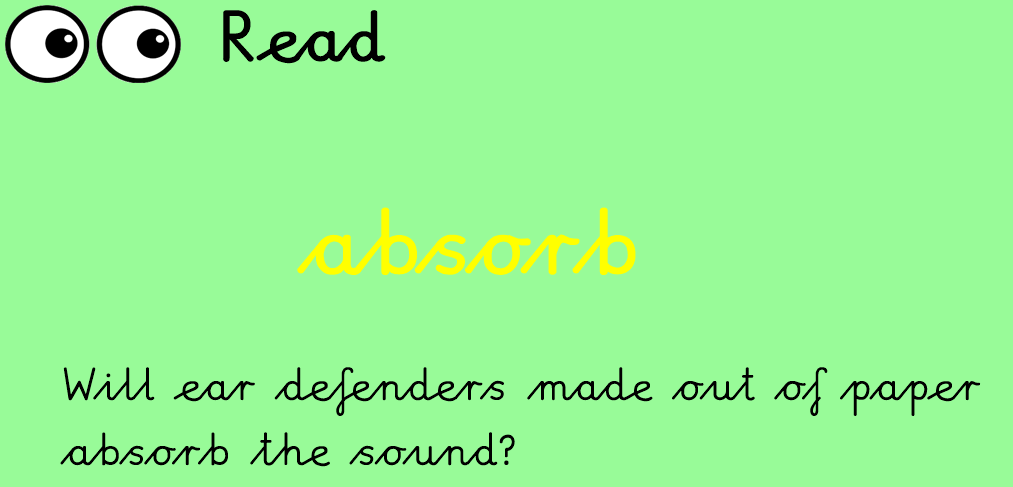 Read
absorb
Will ear defenders made out of paper
absorb the sound?